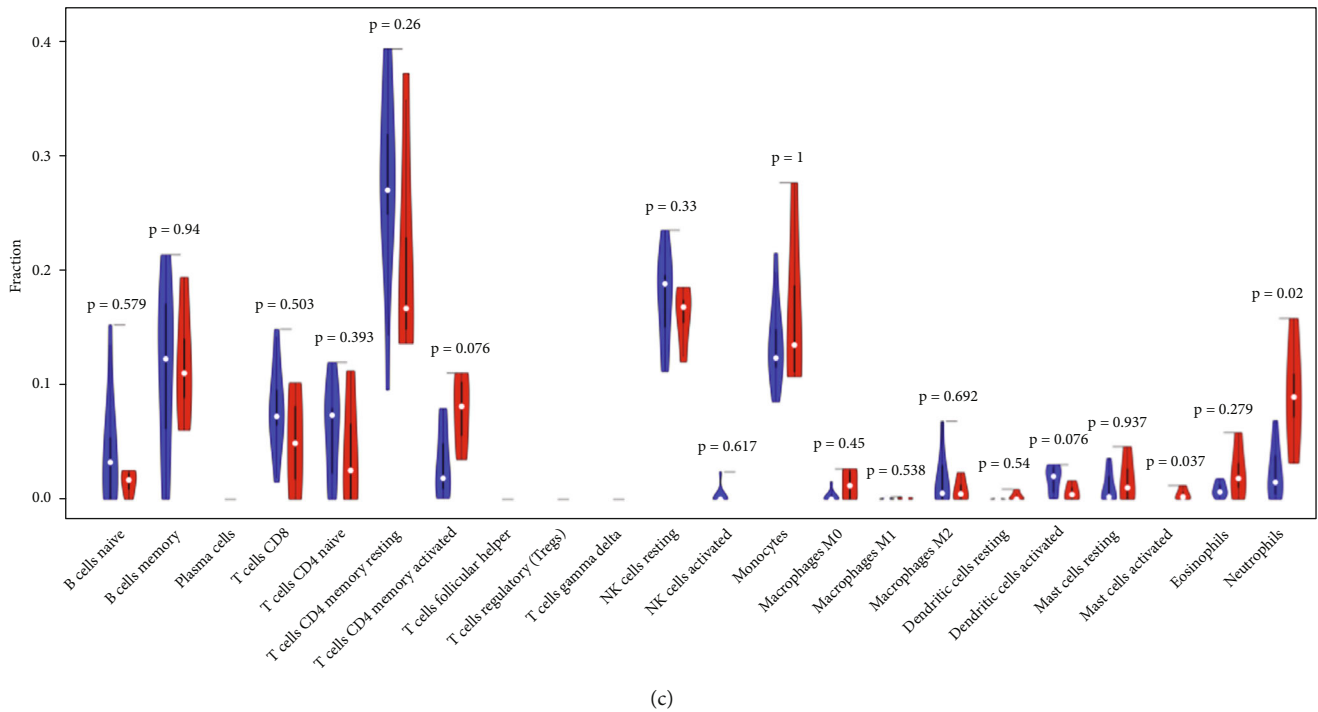 p = 0.26
0.4
p = 1
0.3
p = 0.33
p = 0.94
0.2
p = 0.02
p = 0.579
p = 0.503
p = 0.393
p = 0.076
0.1
p = 0.692
p = 0.279
p = 0.937
p = 0.617
p = 0.45
p = 0.076
p = 0.538
p = 0.54
p = 0.037
0.0
Fraction
B cells naive
B cells memory
Plasma cells
T cells CD8
T cells CD4 naive
T cells CD4 memory resting
T cells CD4 memory activated
T cells follicular helper
T cells regulatory (Tregs)
T cells gamma delta
NK cells resting
NK cells activated
Monocytes
Macrophages M0
Macrophages M1
Macrophages M2
Dendritic cells resting
Dendritic cells activated
Mast cells resting
Mast cells activated
Eosinophils
Neutrophils
(c)